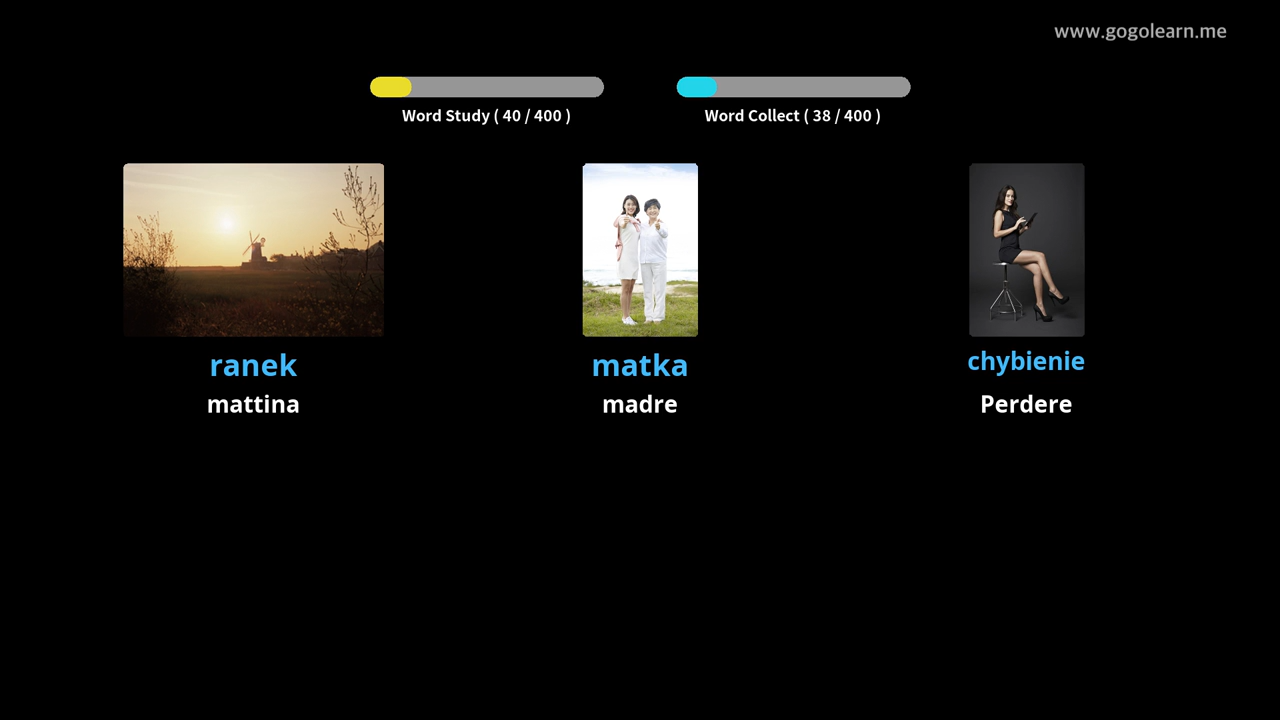 www.gogolearn.me
Word Study ( 40 / 400 )
Word Collect ( 38 / 400 )
ranek
matka
chybienie
mattina
madre
Perdere